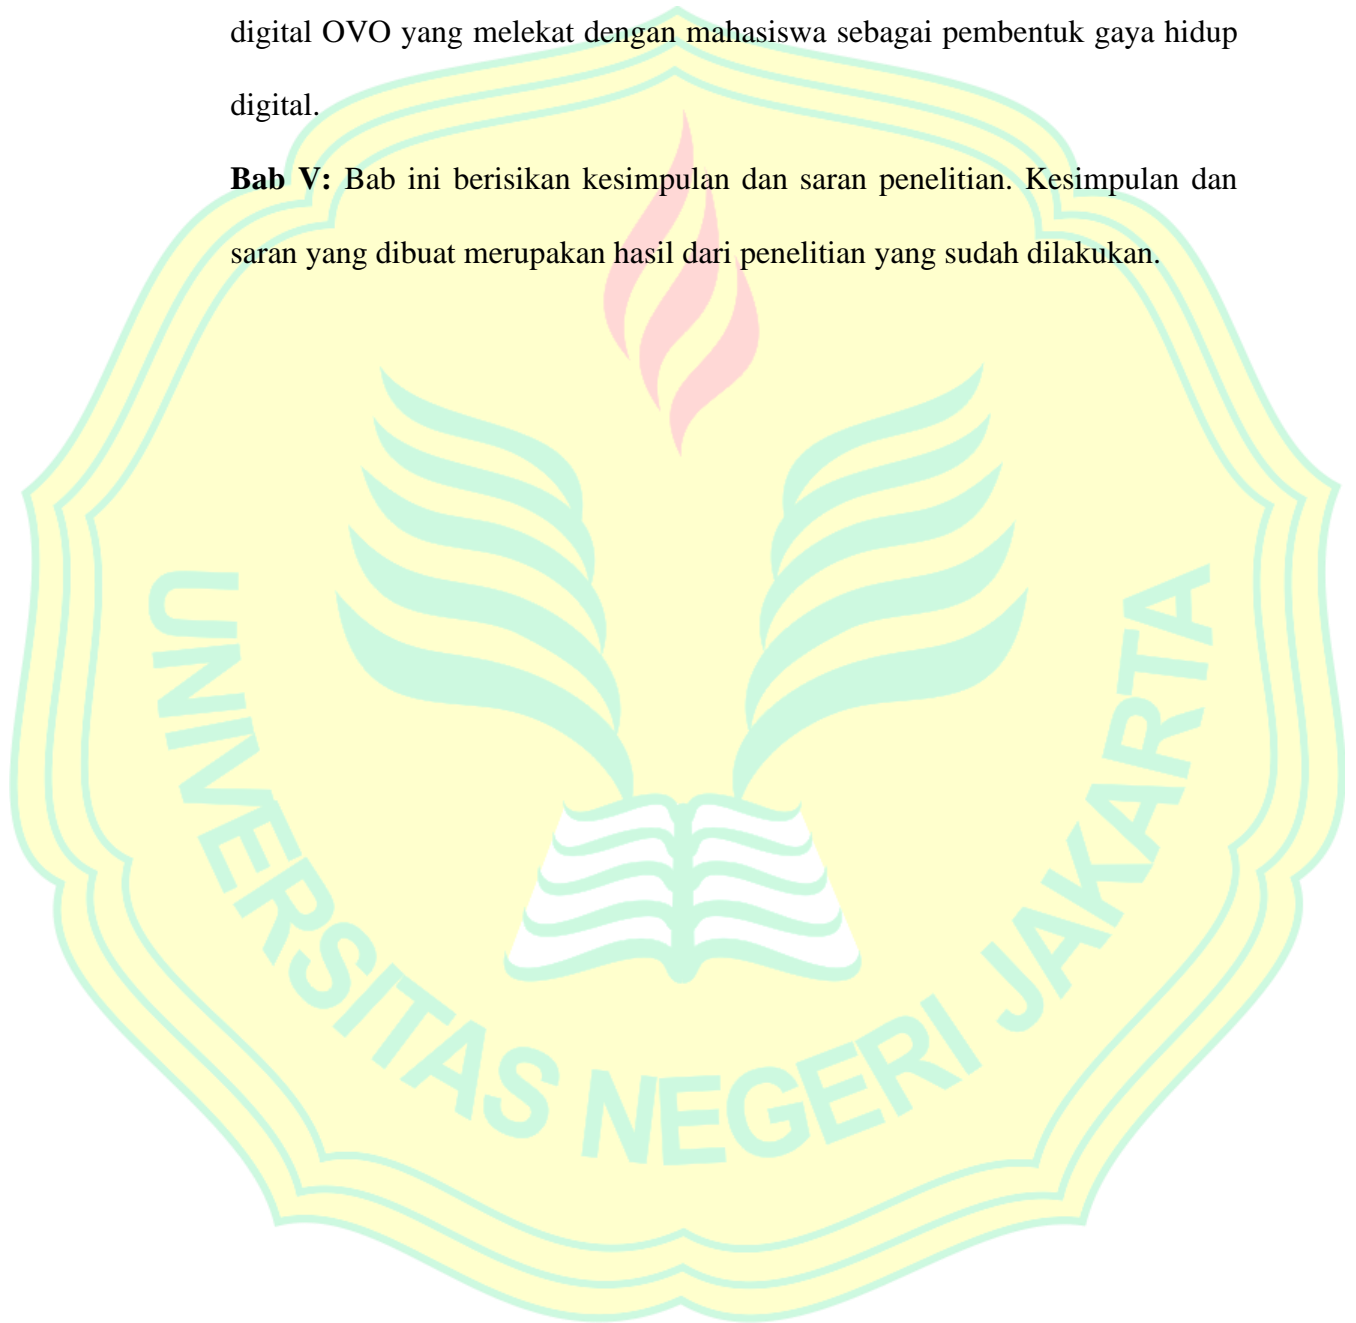 digital OVO yang melekat dengan mahasiswa sebagai pembentuk gaya hidup
digital.
Bab V: Bab ini berisikan kesimpulan dan saran penelitian. Kesimpulan dan
saran yang dibuat merupakan hasil dari penelitian yang sudah dilakukan.
UNIVERSITAS NEGERI JAKARTA